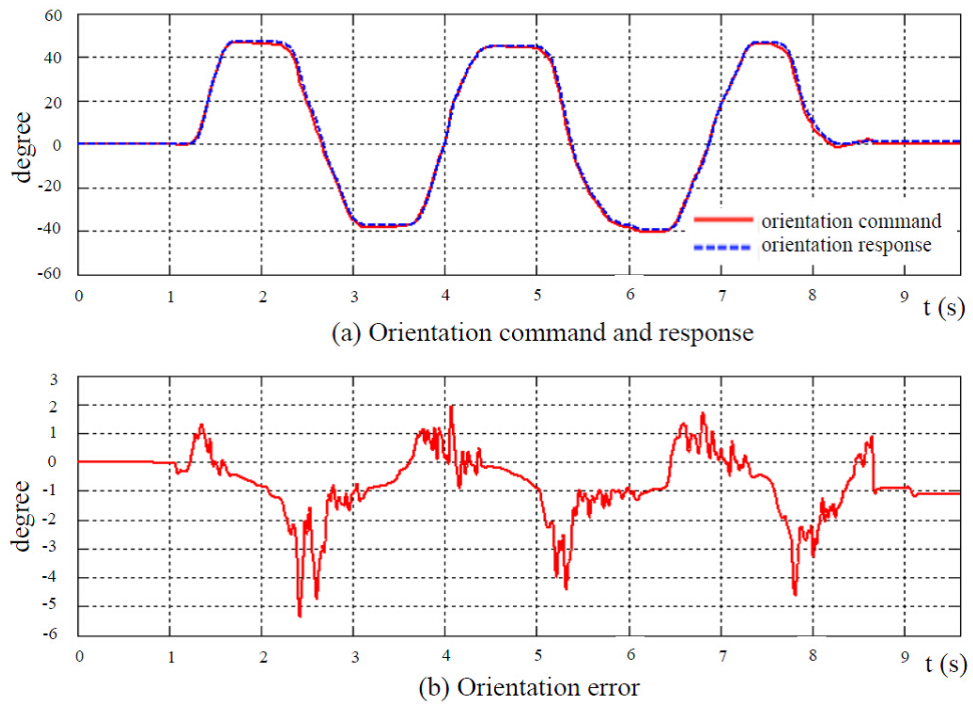 60
40
20
0
-20
-40
-60
degree
orientation command
orientation response
0 1 2 3 4 5 6 7 8 9
t (s)
(a) Orientation command and response
3
2
1
0
-1
-2
-3
-4
-5
-6
degree
0 1 2 3 4 5 6 7 8 9
t (s)
(b) Orientation error